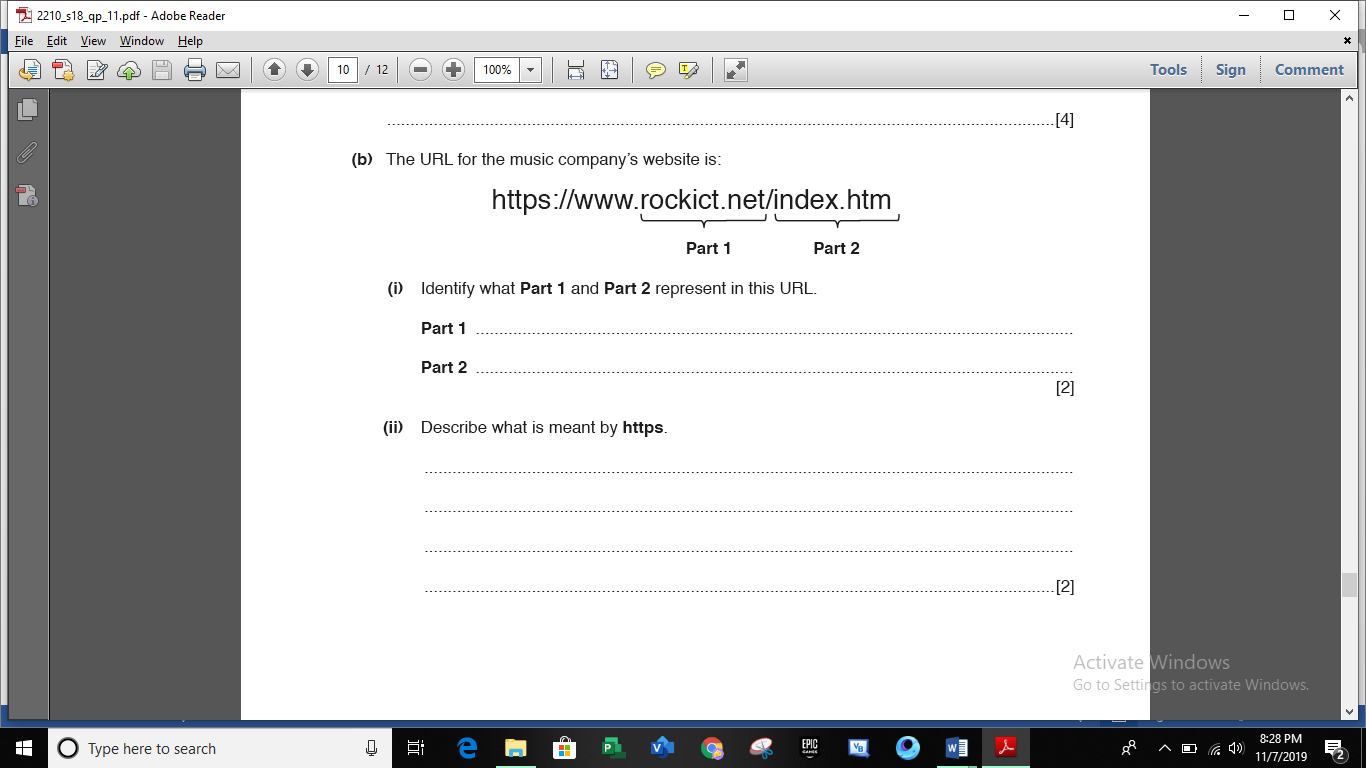 2210_s18_qp_11.pdf - Adobe Reader
File Edit View Window Help
10 / 12 100% Tools Sign Comment
[4]
(b) The URL for the music company's website is:
https://www.rockict.net/index.htm
Part 1 Part 2
(i) Identify what Part 1 and Part 2 represent in this URL.
Part 1
Part 2
[2]
(ii) Describe what is meant by https.
[2]
Activate Windows
Go to Settings to activate Windows.
Type here to search
8:28 PM
11/7/2019
2
EPIC
GAMES